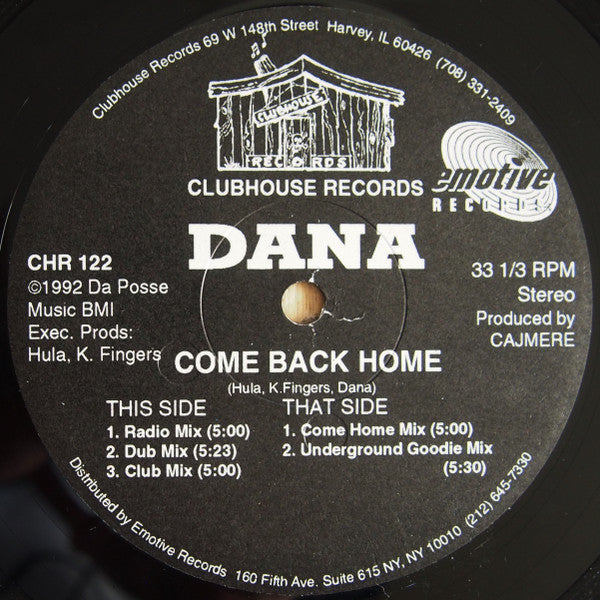 Clubhouse Records 69 W 148th Street Harvey, IL 60426 (708) 331-2409
CLUBHOUSE
RECORDS
CLUBHOUSE RECORDS
emotive
RECORDS
DANA
CHR 122
©1992 Da Posse
Music BMI
Exec. Prods:
Hula, K. Fingers
33 1/3 RPM
Stereo
Produced by
CAJMERE
COME BACK HOME
(Hula, K.Fingers, Dana)
THIS SIDE
1. Radio Mix (5:00)
2. Dub Mix (5:23)
3. Club Mix (5:00)
THAT SIDE
1. Come Home Mix (5:00)
2. Underground Goodie Mix
(5:30)
Distributed by Emotive Records 160 Fifth Ave. Suite 615 NY, NY 10010 (212) 645-7330